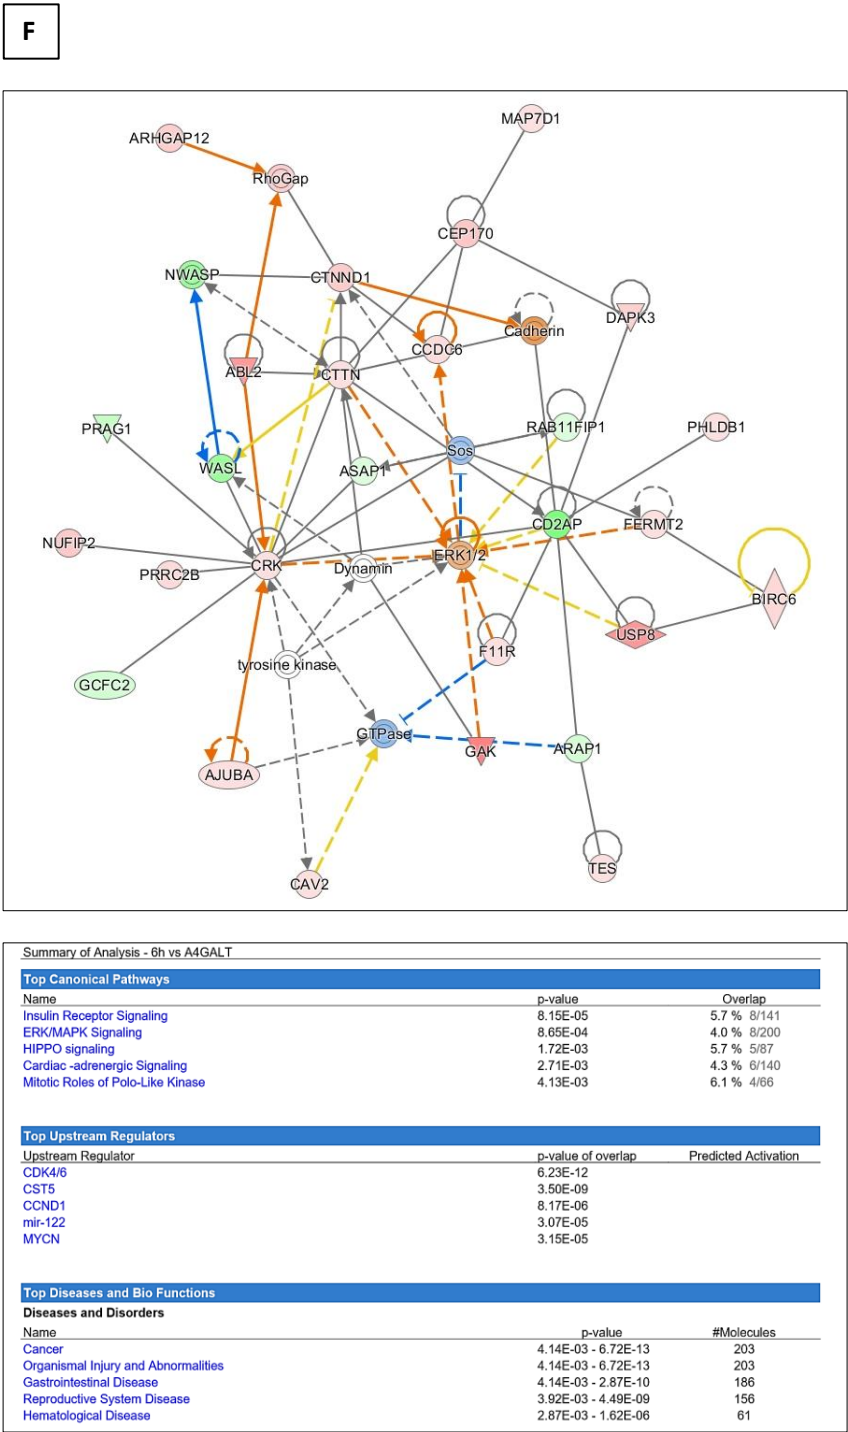 F
MAP7D1
ARHGAP12
RhoGap
CEP170
NWASP
CTNND1
DAPK3
Cadherin
CCDC6
ABL2
CTTN
PRAG1
RAB11FIP1
PHLDB1
Sos
WASL
ASAP1
CD2AP
FERMT2
NUFIP2
ERK1/2
CRK
Dynamin
PRRC2B
BIRC6
USP8
F11R
tyrosine kinase
GCFC2
GTPase
GAK
ARAP1
AJUBA
TES
CAV2
Summary of Analysis - 6h vs A4GALT
Top Canonical Pathways
Name p-value Overlap
Insulin Receptor Signaling 8.15E-05 5.7 % 8/141
ERK/MAPK Signaling 8.65E-04 4.0 % 8/200
HIPPO signaling 1.72E-03 5.7 % 5/87
Cardiac -adrenergic Signaling 2.71E-03 4.3 % 6/140
Mitotic Roles of Polo-Like Kinase 4.13E-03 6.1 % 4/66
Top Upstream Regulators
Upstream Regulator p-value of overlap Predicted Activation
CDK4/6 6.23E-12
CST5 3.50E-09
CCND1 8.17E-06
mir-122 3.07E-05
MYCN 3.15E-05
Top Diseases and Bio Functions
Diseases and Disorders
Name p-value #Molecules
Cancer 4.14E-03 - 6.72E-13 203
Organismal Injury and Abnormalities 4.14E-03 - 6.72E-13 203
Gastrointestinal Disease 4.14E-03 - 2.87E-10 186
Reproductive System Disease 3.92E-03 - 4.49E-09 156
Hematological Disease 2.87E-03 - 1.62E-06 61